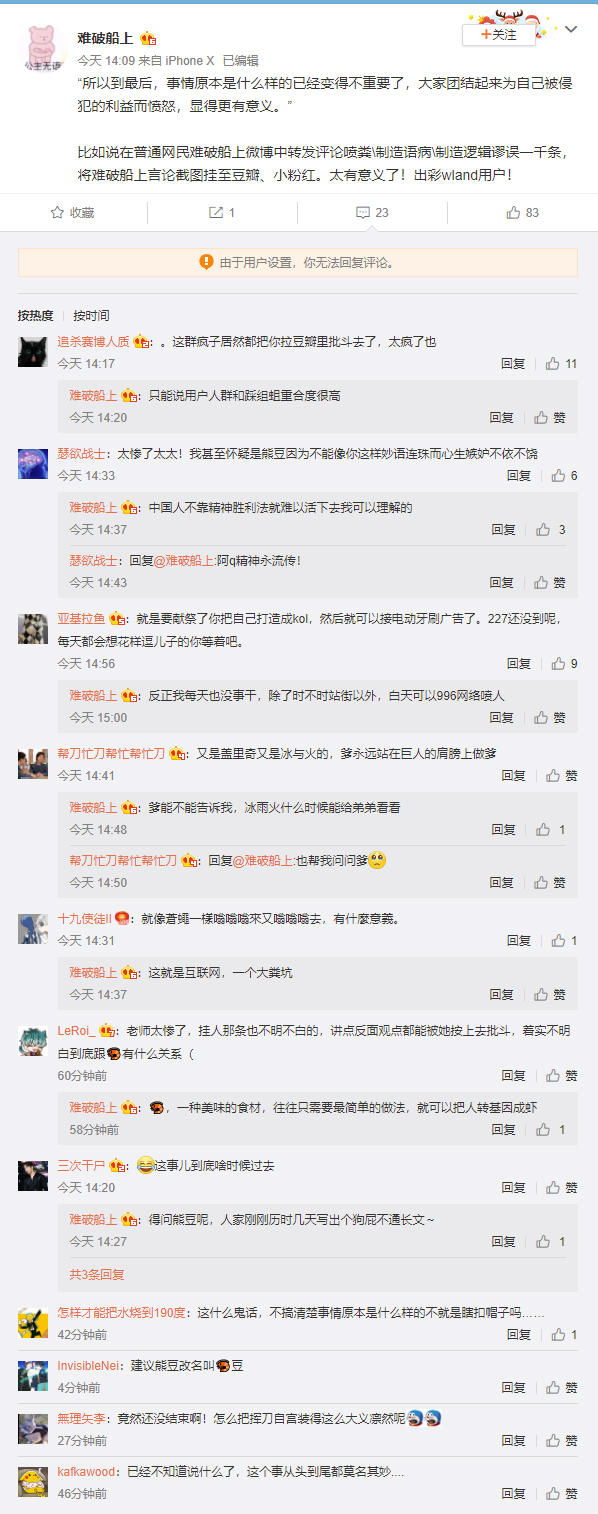 难破船上
+关注
今天 14:09 来自 iPhone X 已编辑
“所以到最后，事情原本是什么样的已经变得不重要了，大家团结起来为自己被侵
犯的利益而愤怒，显得更有意义。”
比如说在普通网民难破船上微博中转发评论喷粪\制造语病\制造逻辑谬误一千条，
将难破船上言论截图挂至豆瓣、小粉红。太有意义了！出彩wland用户！
收藏
1
23
83
由于用户设置，你无法回复评论。
按热度 按时间
追杀赛博人质：。这群疯子居然都把你拉豆瓣里批斗去了，太疯了也
今天 14:17 回复 11
难破船上：只能说用户人群和踩组蛆重合度很高
今天 14:20 回复 赞
瑟欲战士：太惨了太太！我甚至怀疑是熊豆因为不能像你这样妙语连珠而心生嫉妒不依不饶
今天 14:33 回复 6
难破船上：中国人不靠精神胜利法就难以活下去我可以理解的
今天 14:37 回复 3
瑟欲战士：回复@难破船上:阿q精神永流传！
今天 14:43 回复 赞
亚基拉鱼：就是要献祭了你把自己打造成kol，然后就可以接电动牙刷广告了。227还没到呢，
每天都会想花样逗儿子的你等着吧。
今天 14:56 回复 9
难破船上：反正我每天也没事干，除了时不时站街以外，白天可以996网络喷人
今天 15:00 回复 赞
帮刀忙刀帮忙帮忙刀：又是盖里奇又是冰与火的，爹永远站在巨人的肩膀上做爹
今天 14:41 回复 赞
难破船上：爹能不能告诉我，冰雨火什么时候能给弟弟看看
今天 14:48 回复 1
帮刀忙刀帮忙帮忙刀：回复@难破船上:也帮我问问爹
今天 14:50 回复 赞
十九使徒II：就像蒼蠅一樣嗡嗡嗡來又嗡嗡嗡去，有什麼意義。
今天 14:31 回复 1
难破船上：这就是互联网，一个大粪坑
今天 14:37 回复 赞
LeRoi_：老师太惨了，挂人那条也不明不白的，讲点反面观点都能被她按上去批斗，着实不明
白到底跟有什么关系（
60分钟前 回复 赞
难破船上：，一种美味的食材，往往只需要最简单的做法，就可以把人转基因成虾
58分钟前 回复 1
三次干尸：这事儿到底啥时候过去
今天 14:20 回复 赞
难破船上：得问熊豆呢，人家刚刚历时几天写出个狗屁不通长文～
今天 14:27 回复 1
共3条回复
怎样才能把水烧到190度：这什么鬼话，不搞清楚事情原本是什么样的不就是瞎扣帽子吗……
42分钟前 回复 1
InvisibleNei：建议熊豆改名叫豆
4分钟前 回复 赞
無理矢李：竟然还没结束啊！怎么把挥刀自宫装得这么大义凛然呢
27分钟前 回复 赞
kafkawood：已经不知道说什么了，这个事从头到尾都莫名其妙....
46分钟前 回复 赞